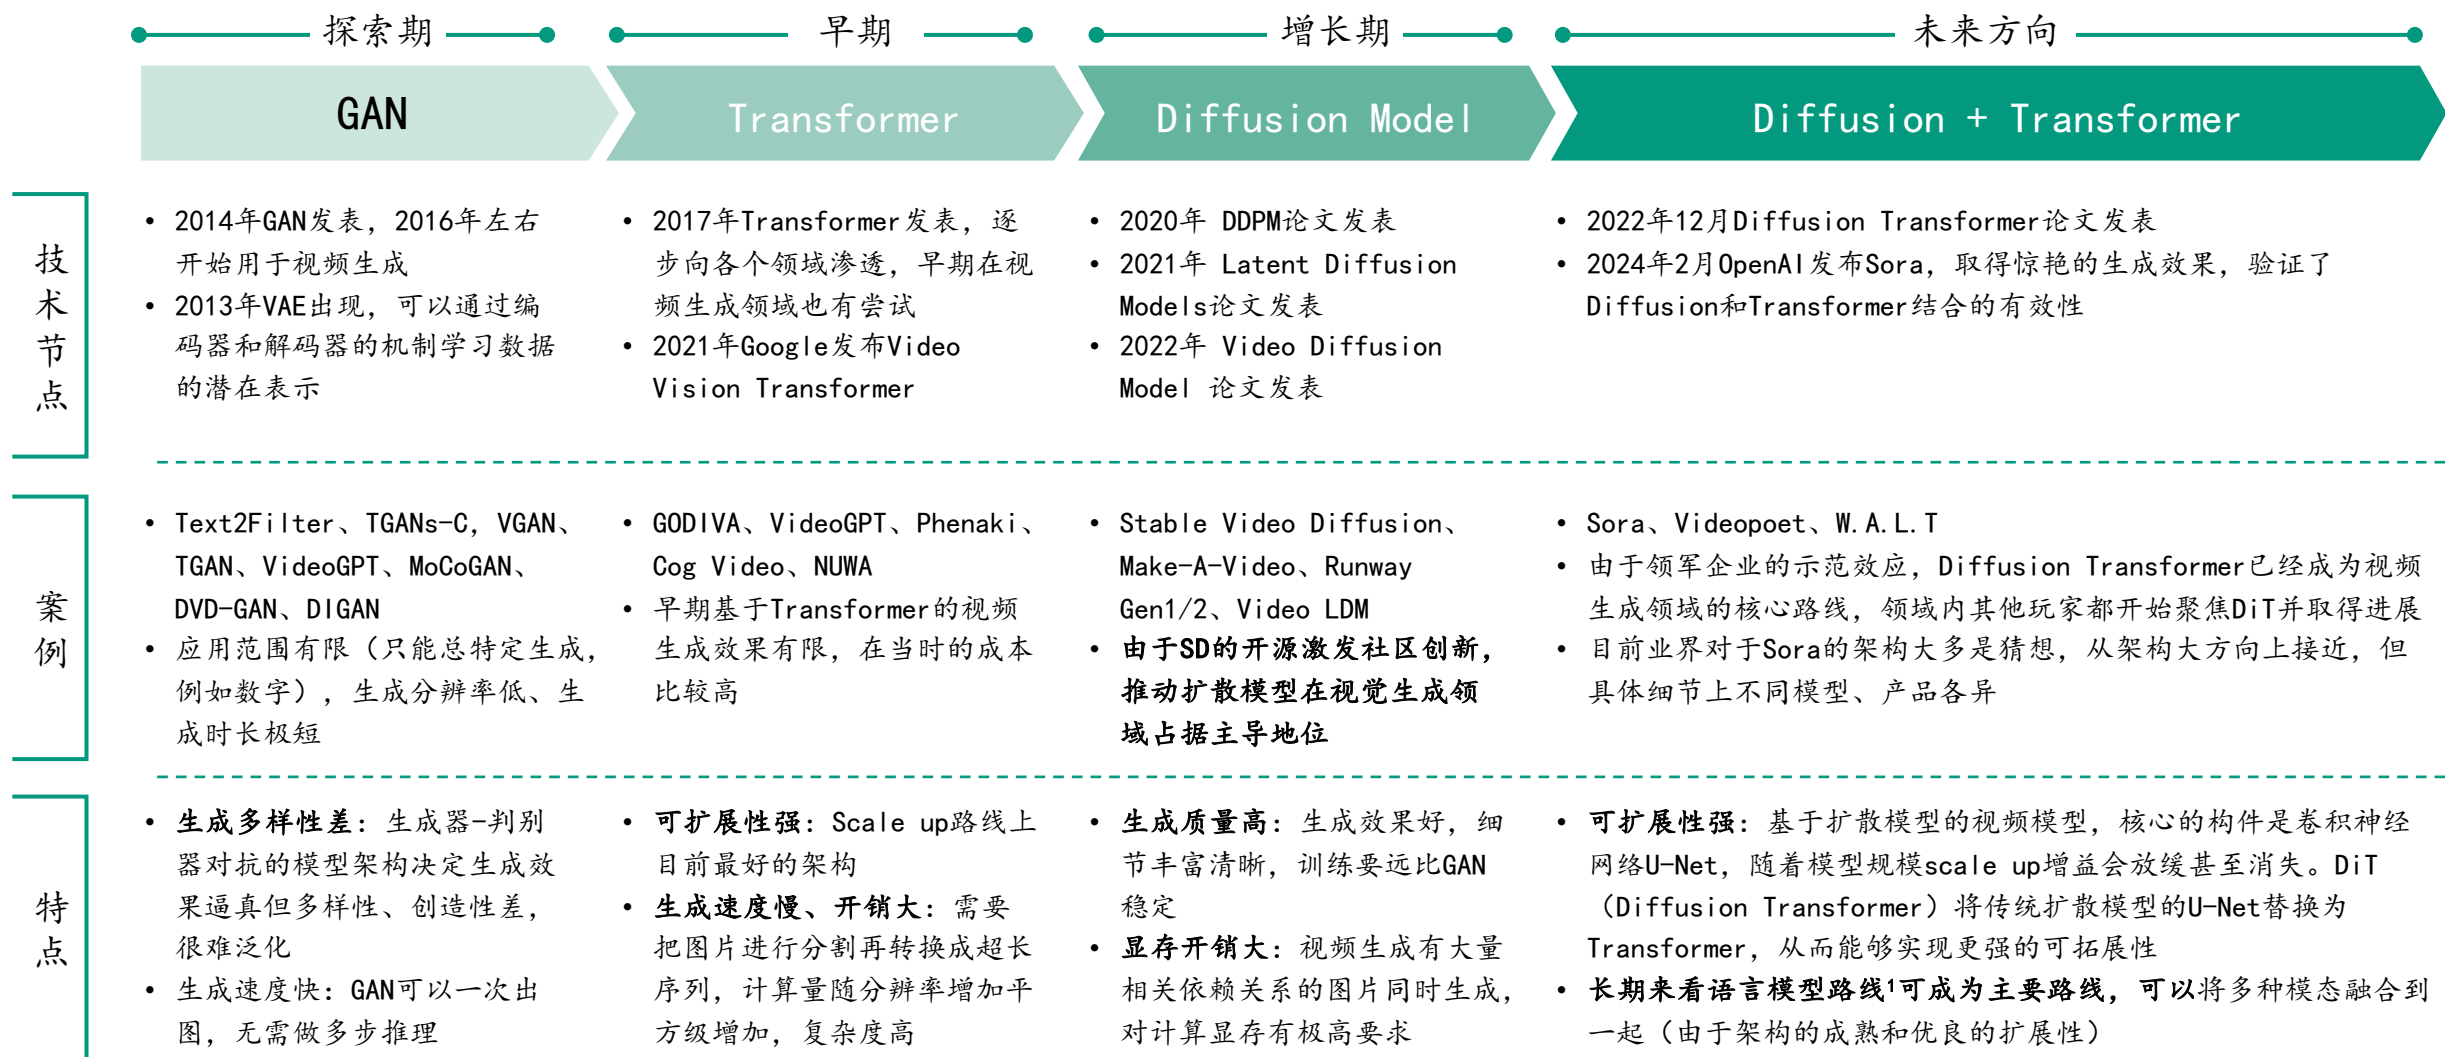 探索期
早期
增长期
未来方向
GAN
Transformer
Diffusion Model
Diffusion + Transformer
技术节点
• 2014年GAN发表，2016年左右
开始用于视频生成
• 2013年VAE出现，可以通过编
码器和解码器的机制学习数据
的潜在表示
• 2017年Transformer发表，逐
步向各个领域渗透，早期在视
频生成领域也有尝试
• 2021年Google发布Video
Vision Transformer
• 2020年 DDPM论文发表
• 2021年 Latent Diffusion
Models论文发表
• 2022年 Video Diffusion
Model 论文发表
• 2022年12月Diffusion Transformer论文发表
• 2024年2月OpenAI发布Sora，取得惊艳的生成效果，验证了
Diffusion和Transformer结合的有效性
案例
• Text2Filter、TGANs-C，VGAN、
TGAN、VideoGPT、MoCoGAN、
DVD-GAN、DIGAN
• 应用范围有限（只能总特定生成，
例如数字），生成分辨率低、生
成时长极短
• GODIVA、VideoGPT、Phenaki、
Cog Video、NUWA
• 早期基于Transformer的视频
生成效果有限，在当时的成本
比较高
• Stable Video Diffusion、
Make-A-Video、Runway
Gen1/2、Video LDM
• 由于SD的开源激发社区创新，
推动扩散模型在视觉生成领
域占据主导地位
• Sora、Videopoet、W.A.L.T
• 由于领军企业的示范效应，Diffusion Transformer已经成为视频
生成领域的核心路线，领域内其他玩家都开始聚焦DiT并取得进展
• 目前业界对于Sora的架构大多是猜想，从架构大方向上接近，但
具体细节上不同模型、产品各异
特点
• 生成多样性差：生成器-判别
器对抗的模型架构决定生成效
果逼真但多样性、创造性差，
很难泛化
• 生成速度快：GAN可以一次出
图，无需做多步推理
• 可扩展性强：Scale up路线上
目前最好的架构
• 生成速度慢、开销大：需要
把图片进行分割再转换成超长
序列，计算量随分辨率增加平
方级增加，复杂度高
• 生成质量高：生成效果好，细
节丰富清晰，训练要远比GAN
稳定
• 显存开销大：视频生成有大量
相关依赖关系的图片同时生成，
对计算显存有极高要求
• 可扩展性强：基于扩散模型的视频模型，核心的构件是卷积神经
网络U-Net，随着模型规模scale up增益会放缓甚至消失。DiT
（Diffusion Transformer）将传统扩散模型的U-Net替换为
Transformer，从而能够实现更强的可拓展性
• 长期来看语言模型路线¹可成为主要路线，可以将多种模态融合到
一起（由于架构的成熟和优良的扩展性）